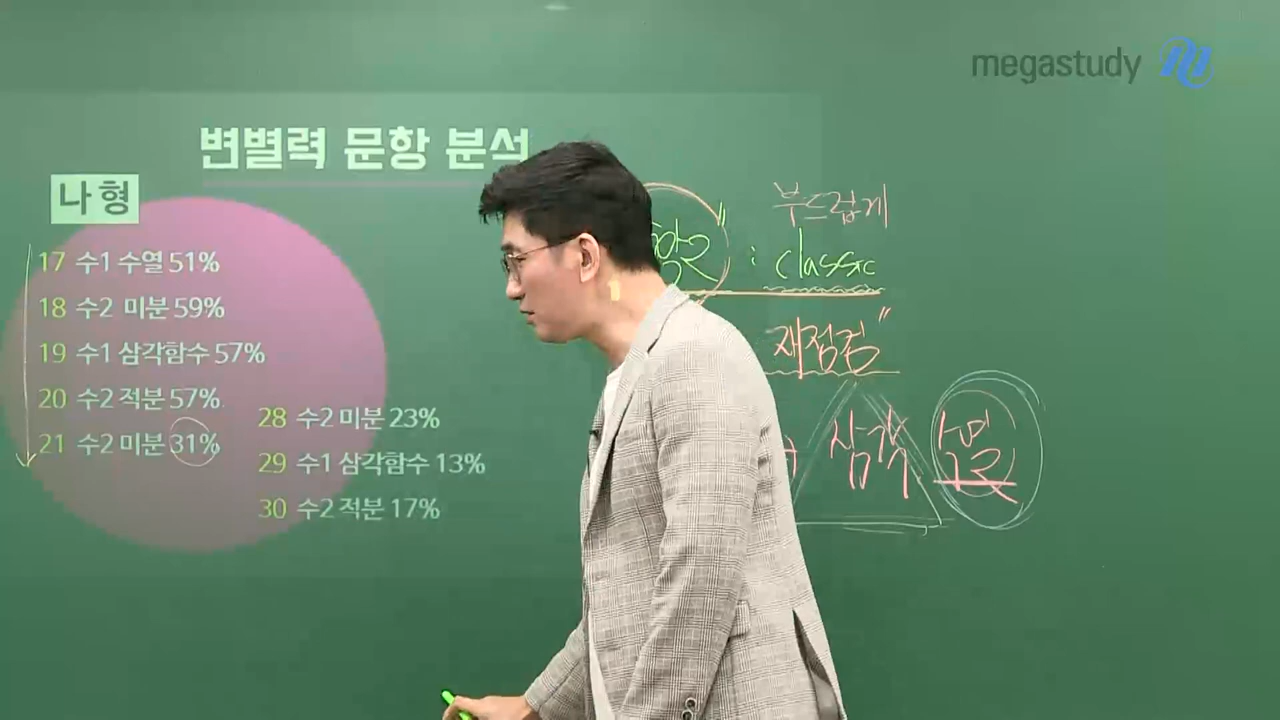 megastudy
변별력 문항 분석
나형
17 수1 수열 51%
18 수2 미분 59%
19 수1 삼각함수 57%
20 수2 적분 57%
21 수2 미분 31%
28 수2 미분 23%
29 수1 삼각함수 13%
30 수2 적분 17%
부드럽게
: classic
재점검"
삼각